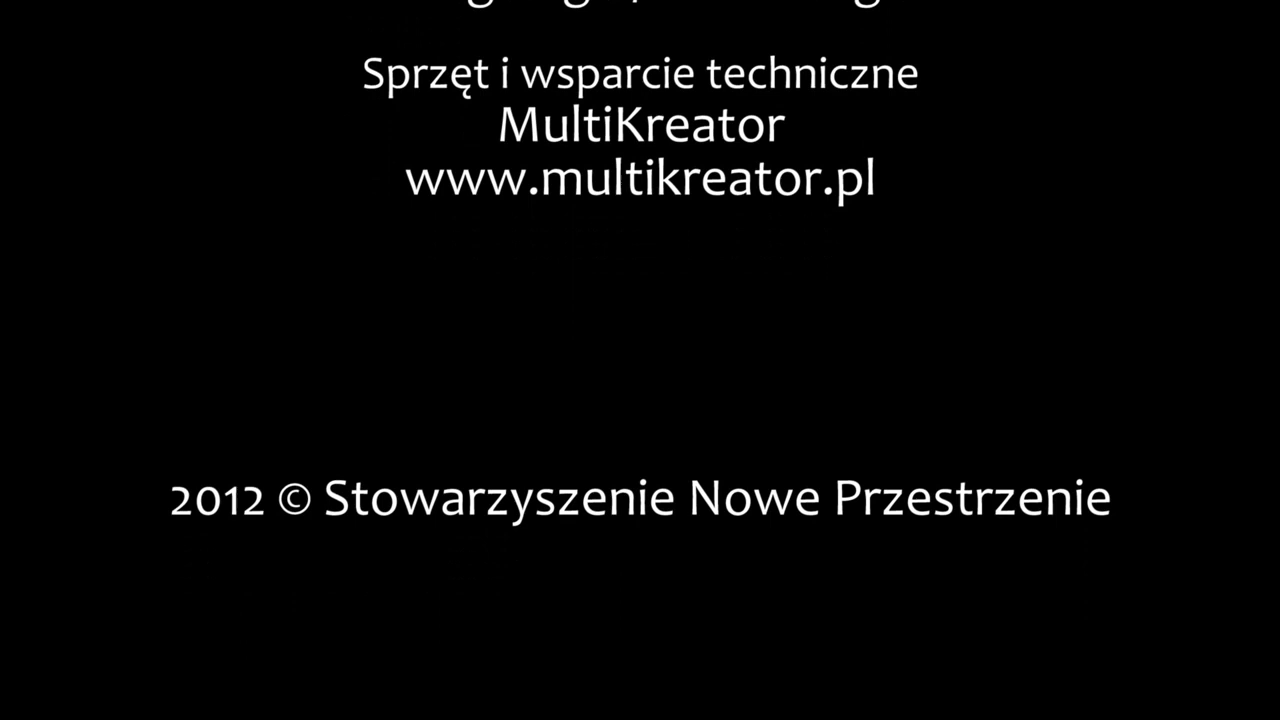 Sprzęt i wsparcie techniczne
MultiKreator
www.multikreator.pl
2012 © Stowarzyszenie Nowe Przestrzenie